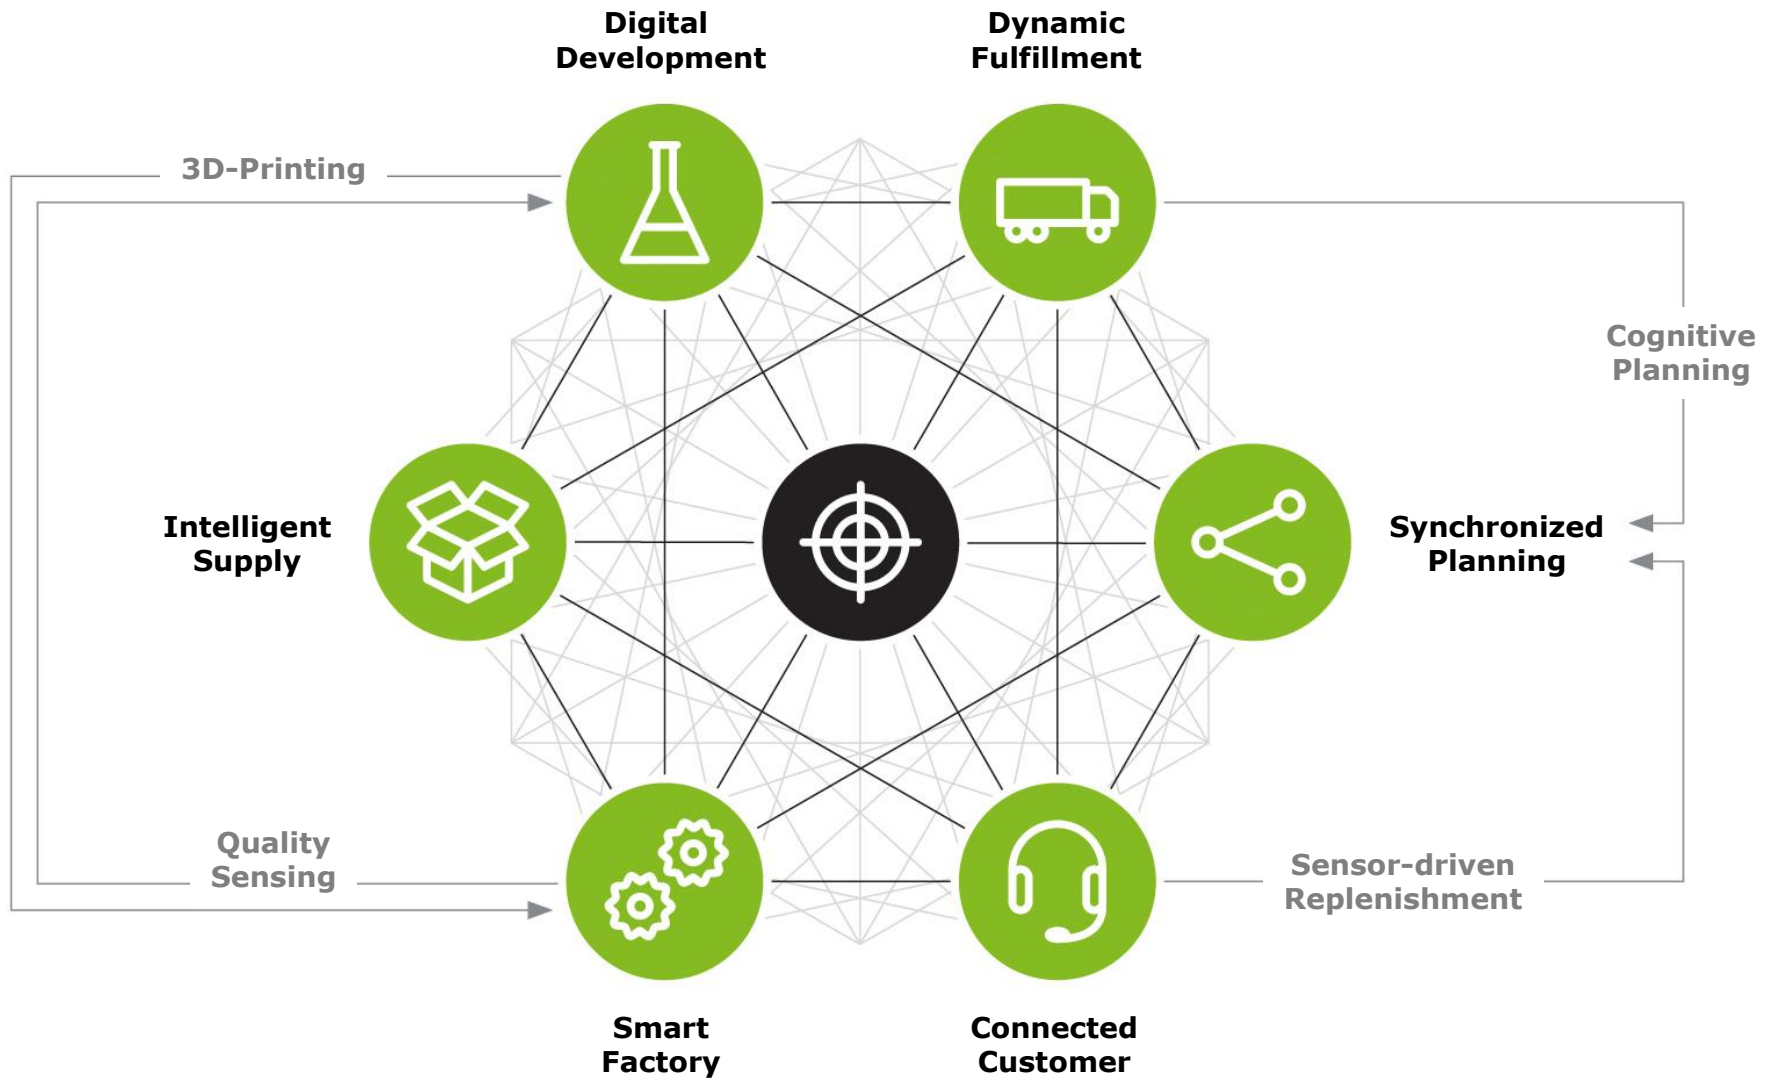 Digital
Development
Dynamic
Fulfillment
3D-Printing
Cognitive
Planning
Intelligent
Supply
Synchronized
Planning
Quality
Sensing
Sensor-driven
Replenishment
Smart
Factory
Connected
Customer